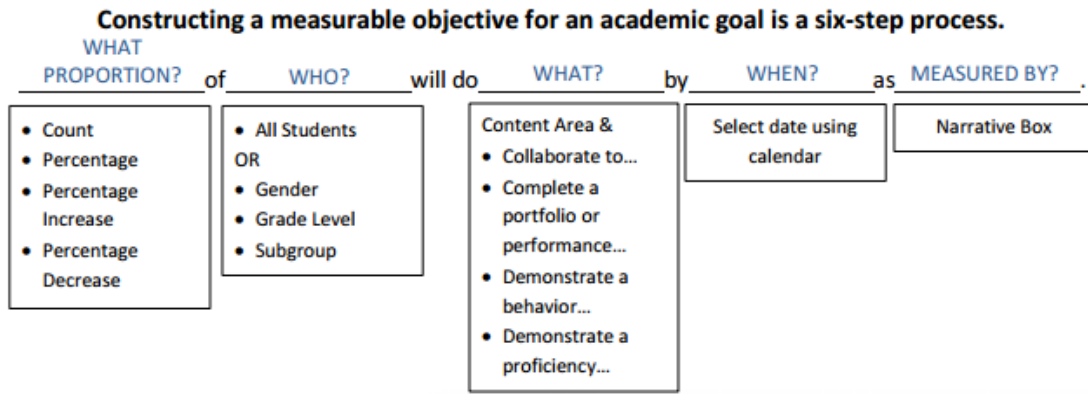 Constructing a measurable objective for an academic goal is a six-step process.
WHAT
PROPORTION? of WHO? will do WHAT? by WHEN? as MEASURED BY? .
• Count
• Percentage
• Percentage
Increase
• Percentage
Decrease
• All Students
OR
• Gender
• Grade Level
• Subgroup
Content Area &
• Collaborate to...
• Complete a
portfolio or
performance...
• Demonstrate a
behavior...
• Demonstrate a
proficiency...
Select date using
calendar
Narrative Box